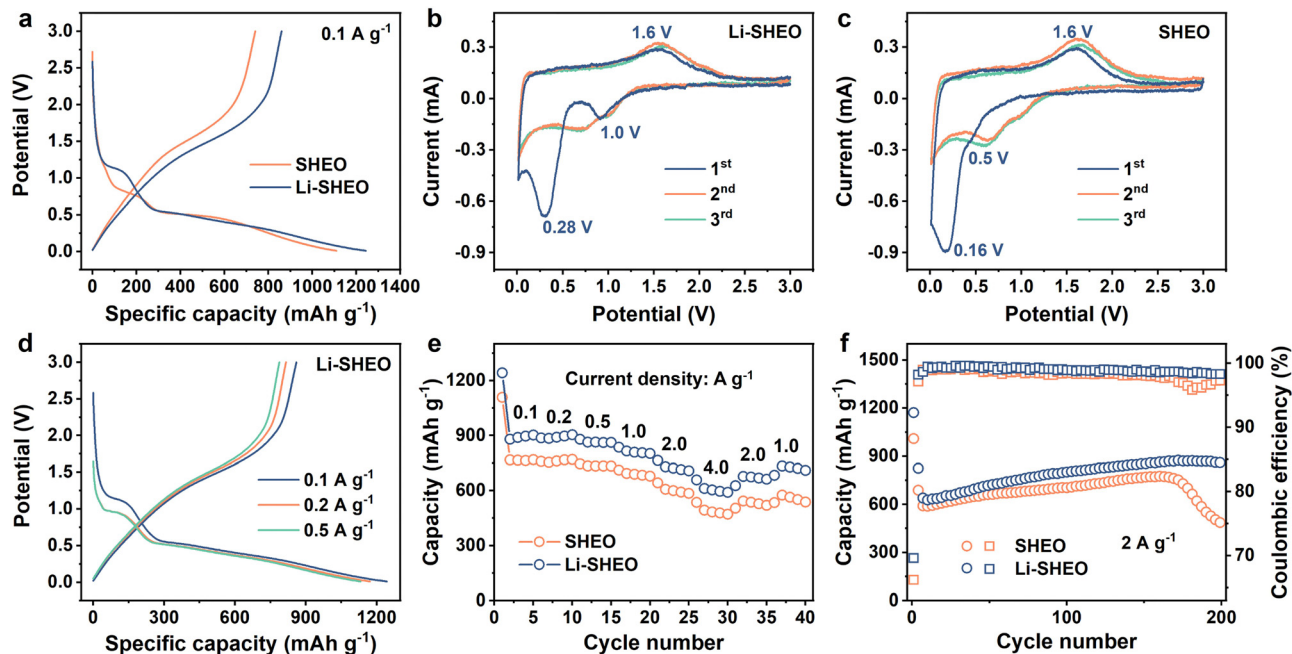 a
0.1 A g⁻¹
3.0
2.5
2.0
1.5
1.0
0.5
0.0
Potential (V)
SHEO
Li-SHEO
0 200 400 600 800 1000 1200 1400
Specific capacity (mAh g⁻¹)
b
Li-SHEO
1.6 V
0.3
0.0
-0.3
-0.6
-0.9
Current (mA)
1.0 V
0.28 V
1ˢᵗ
2ⁿᵈ
3ʳᵈ
0.0 0.5 1.0 1.5 2.0 2.5 3.0
Potential (V)
c
SHEO
1.6 V
0.3
0.0
-0.3
-0.6
-0.9
Current (mA)
0.5 V
0.16 V
1ˢᵗ
2ⁿᵈ
3ʳᵈ
0.0 0.5 1.0 1.5 2.0 2.5 3.0
Potential (V)
d
Li-SHEO
3.0
2.5
2.0
1.5
1.0
0.5
0.0
Potential (V)
0.1 A g⁻¹
0.2 A g⁻¹
0.5 A g⁻¹
0 300 600 900 1200
Specific capacity (mAh g⁻¹)
e
Current density: A g⁻¹
1200
900
600
300
0
Capacity (mAh g⁻¹)
0.1 0.2 0.5 1.0 2.0 4.0 2.0 1.0
SHEO
Li-SHEO
0 5 10 15 20 25 30 35 40
Cycle number
f
1500
1200
900
600
300
0
Capacity (mAh g⁻¹)
100
90
80
70
Coulombic efficiency (%)
SHEO
Li-SHEO
2 A g⁻¹
0 100 200
Cycle number